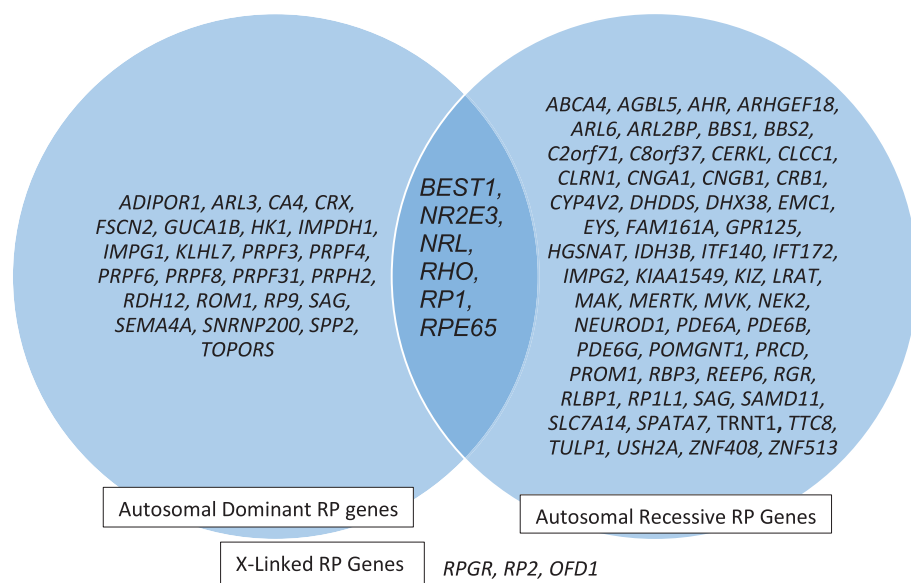 ADIPOR1, ARL3, CA4, CRX,
FSCN2, GUCA1B, HK1, IMPDH1,
IMPG1, KLHL7, PRPF3, PRPF4,
PRPF6, PRPF8, PRPF31, PRPH2,
RDH12, ROM1, RP9, SAG,
SEMA4A, SNRNP200, SPP2,
TOPORS
BEST1,
NR2E3,
NRL,
RHO,
RP1,
RPE65
ABCA4, AGBL5, AHR, ARHGEF18,
ARL6, ARL2BP, BBS1, BBS2,
C2orf71, C8orf37, CERKL, CLCC1,
CLRN1, CNGA1, CNGB1, CRB1,
CYP4V2, DHDDS, DHX38, EMC1,
EYS, FAM161A, GPR125,
HGSNAT, IDH3B, ITF140, IFT172,
IMPG2, KIAA1549, KIZ, LRAT,
MAK, MERTK, MVK, NEK2,
NEUROD1, PDE6A, PDE6B,
PDE6G, POMGNT1, PRCD,
PROM1, RBP3, REEP6, RGR,
RLBP1, RP1L1, SAG, SAMD11,
SLC7A14, SPATA7, TRNT1, TTC8,
TULP1, USH2A, ZNF408, ZNF513
Autosomal Dominant RP genes
Autosomal Recessive RP Genes
X-Linked RP Genes
RPGR, RP2, OFD1